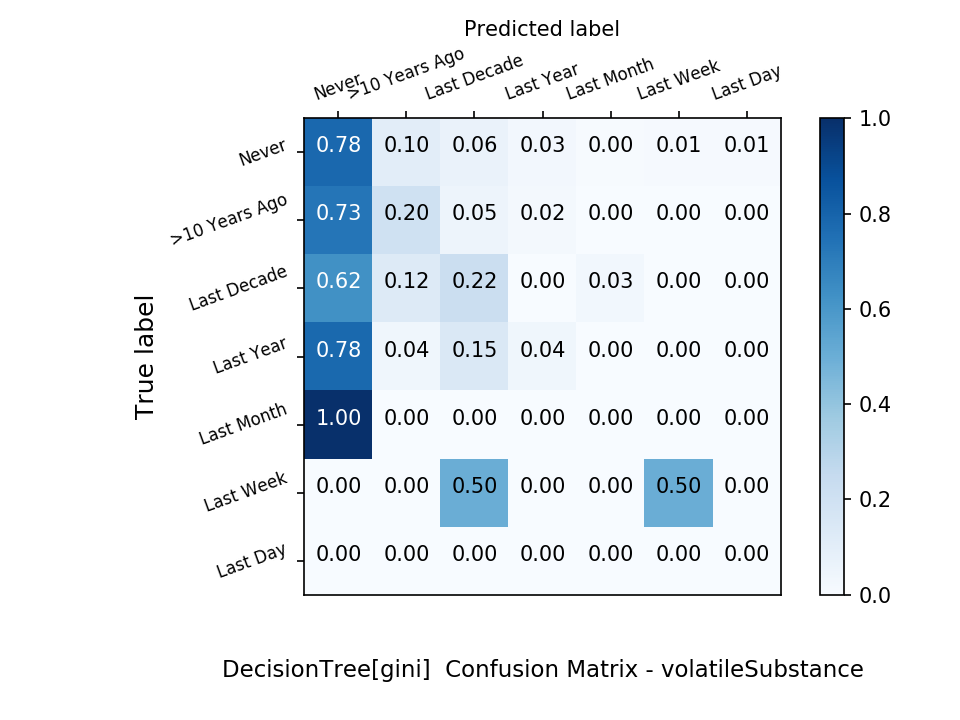 Predicted label
Never
>10 Years Ago
Last Decade
Last Year
Last Month
Last Week
Last Day
True label
Never 0.78 0.10 0.06 0.03 0.00 0.01 0.01
>10 Years Ago 0.73 0.20 0.05 0.02 0.00 0.00 0.00
Last Decade 0.62 0.12 0.22 0.00 0.03 0.00 0.00
Last Year 0.78 0.04 0.15 0.04 0.00 0.00 0.00
Last Month 1.00 0.00 0.00 0.00 0.00 0.00 0.00
Last Week 0.00 0.00 0.50 0.00 0.00 0.50 0.00
Last Day 0.00 0.00 0.00 0.00 0.00 0.00 0.00
1.0
0.8
0.6
0.4
0.2
0.0
DecisionTree[gini]  Confusion Matrix - volatileSubstance